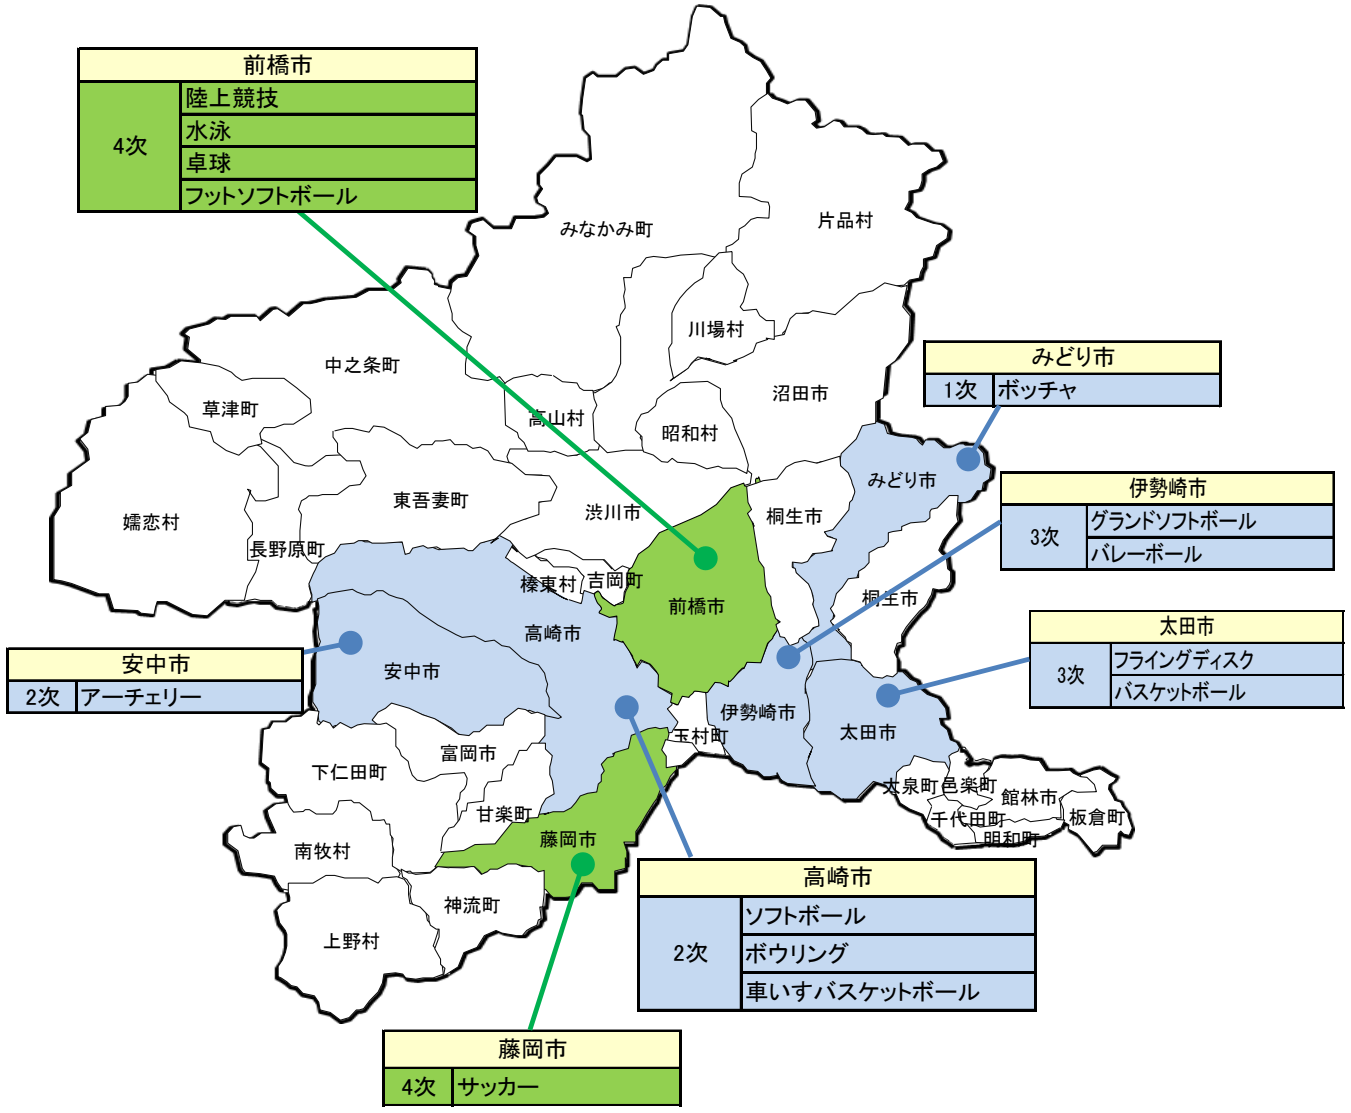 前橋市
4次
陸上競技
水泳
卓球
フットソフトボール
みなかみ町
片品村
川場村
中之条町
沼田市
草津町
高山村
昭和村
みどり市
1次 ボッチャ
みどり市
東吾妻町
渋川市
桐生市
嬬恋村
長野原町
榛東村
吉岡町
前橋市
桐生市
伊勢崎市
3次
グランドソフトボール
バレーボール
高崎市
安中市
太田市
3次
フライングディスク
バスケットボール
安中市
2次 アーチェリー
伊勢崎市
太田市
玉村町
富岡市
下仁田町
甘楽町
大泉町
邑楽町
館林市
千代田町
明和町
板倉町
藤岡市
南牧村
神流町
上野村
高崎市
2次
ソフトボール
ボウリング
車いすバスケットボール
藤岡市
4次 サッカー